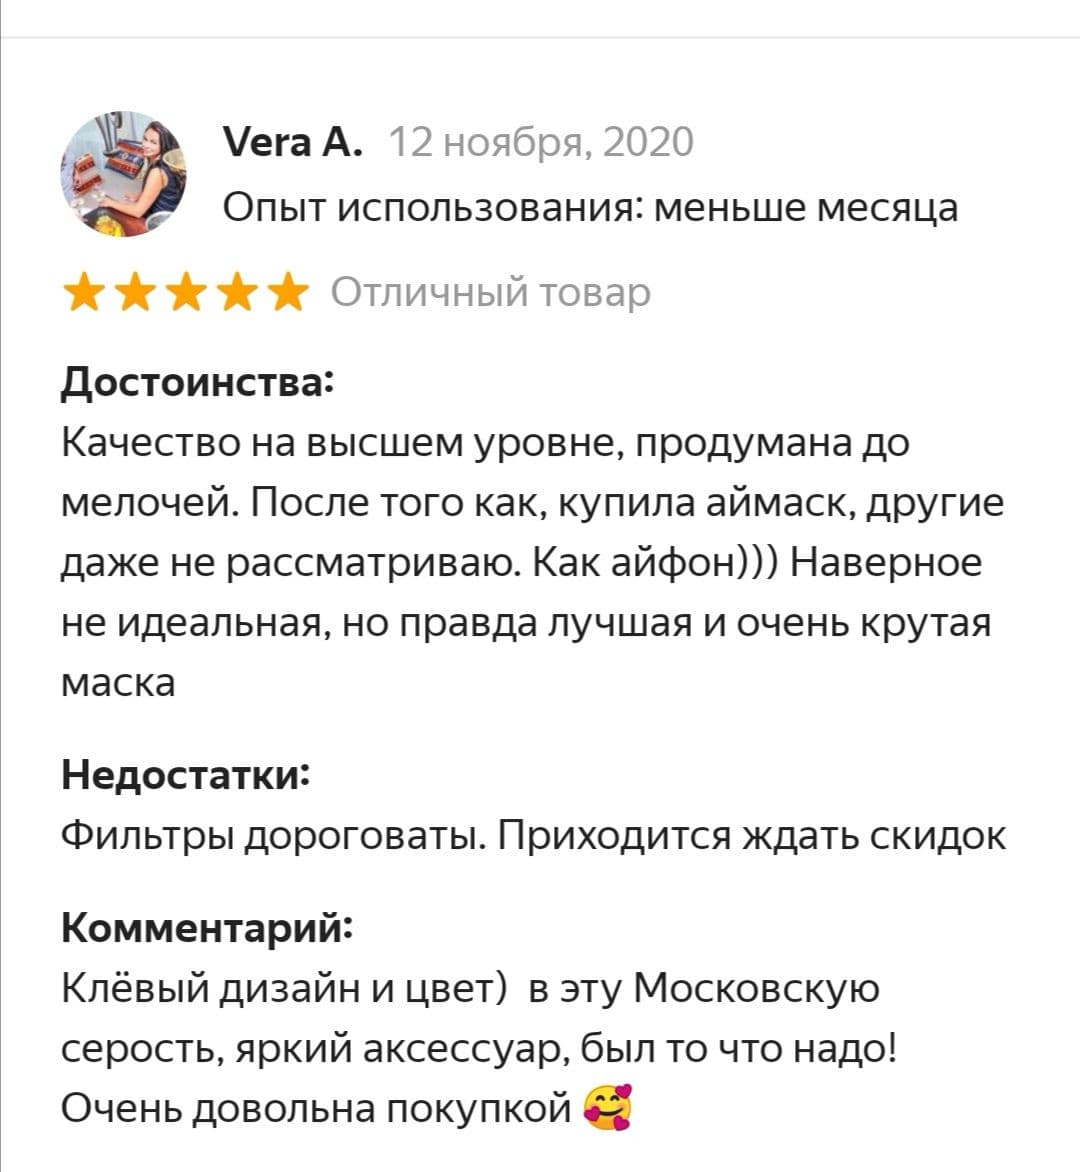 Vera A. 12 ноября, 2020
Опыт использования: меньше месяца
Отличный товар
Достоинства:
Качество на высшем уровне, продумана до
мелочей. После того как, купила аймаск, другие
даже не рассматриваю. Как айфон))) Наверное
не идеальная, но правда лучшая и очень крутая
маска
Недостатки:
Фильтры дороговаты. Приходится ждать скидок
Комментарий:
Клёвый дизайн и цвет)  в эту Московскую
серость, яркий аксессуар, был то что надо!
Очень довольна покупкой 🥰